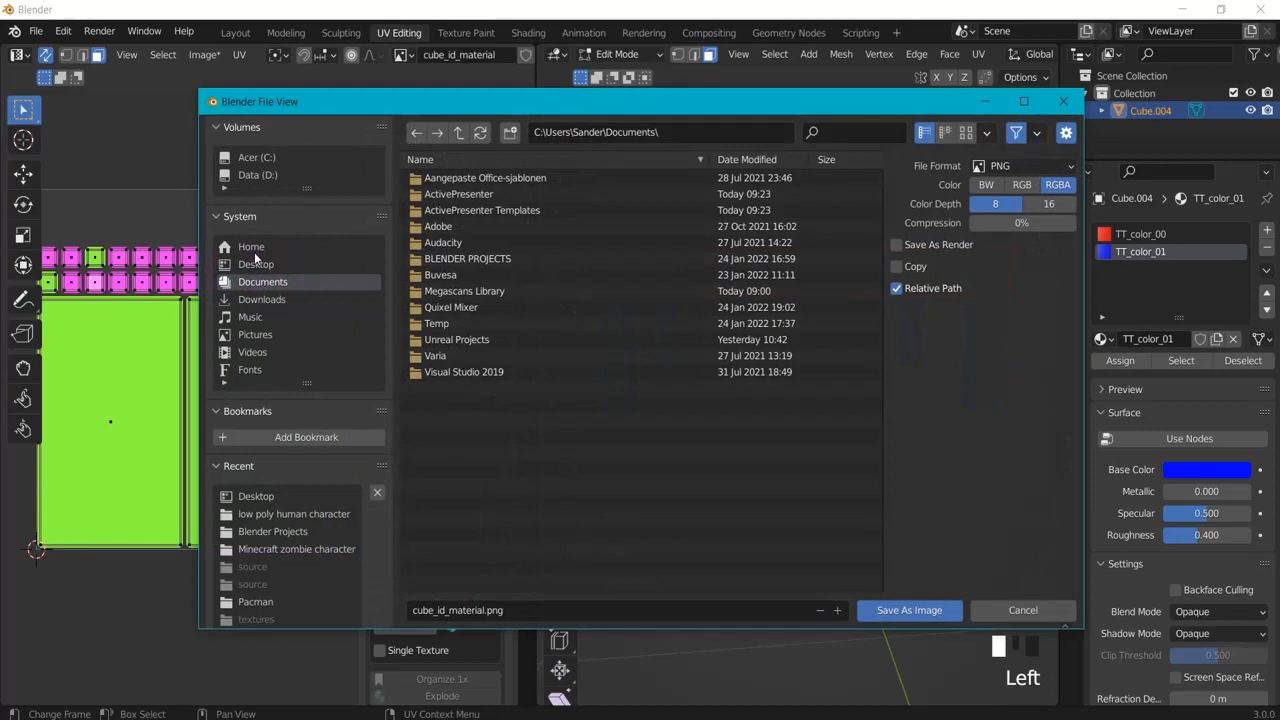 Blender
File Edit Render Window Help Layout Modeling Sculpting UV Editing Texture Paint Shading Animation Rendering Compositing Geometry Nodes Scripting + Scene ViewLayer
View Select Image* cube_id_material Edit Mode View Select Add Mesh Vertex Edge Face UV Global
X Y Z Options
Scene Collection
Collection
Cube.004
Blender File View
Volumes
Acer (C:)
Data (D:)
System
Home
Desktop
Documents
Downloads
Music
Pictures
Videos
Fonts
Bookmarks
+ Add Bookmark
Recent
Desktop
low poly human character
Blender Projects
Minecraft zombie character
source
source
Pacman
textures
C:\Users\Sander\Documents\
Name Date Modified Size
Aangepaste Office-sjablonen 28 Jul 2021 23:46
ActivePresenter Today 09:23
ActivePresenter Templates Today 09:23
Adobe 27 Oct 2021 16:02
Audacity 27 Jul 2021 14:22
BLENDER PROJECTS 24 Jan 2022 16:59
Buvesa 23 Jan 2022 11:11
Megascans Library Today 09:00
Quixel Mixer 24 Jan 2022 19:02
Temp 24 Jan 2022 17:37
Unreal Projects Yesterday 10:42
Varia 27 Jul 2021 13:19
Visual Studio 2019 31 Jul 2021 18:49
File Format PNG
Color BW RGB RGBA
Color Depth 8 16
Compression 0%
Save As Render
Copy
Relative Path
cube_id_material.png
Save As Image
Cancel
Cube.004 TT_color_01
TT_color_00
TT_color_01
TT_color_01
Assign Select Deselect
Preview
Surface
Use Nodes
Base Color
Metallic 0.000
Specular 0.500
Roughness 0.400
Settings
Backface Culling
Blend Mode Opaque
Shadow Mode Opaque
Clip Threshold 0.500
Screen Space Ref...
Refraction De... 0 m
Single Texture
Organize 1x
Explode
Left
Change Frame Box Select Pan View UV Context Menu 3.0.0